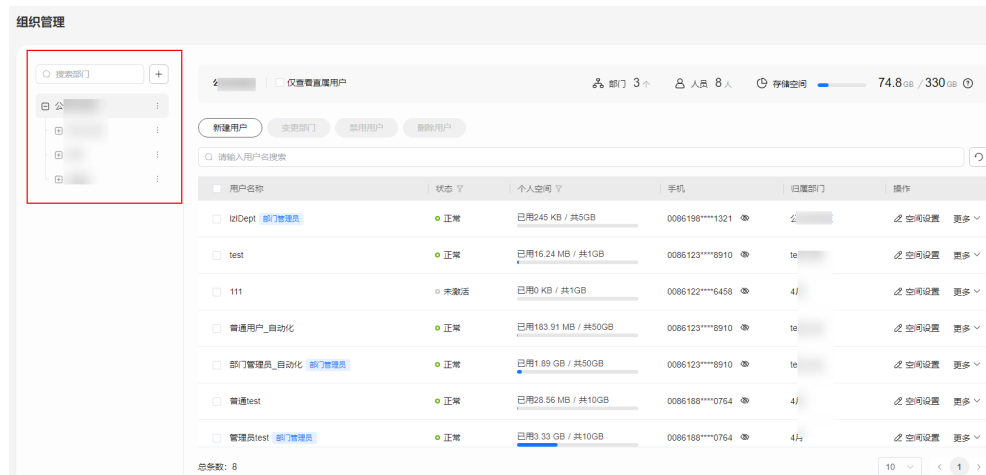 组织管理
搜索部门
公
仅查看直属用户
部门 3个 人员 8人 存储空间 74.8GB / 330GB
新建用户 变更部门 禁用用户 删除用户
请输入用户名搜索
用户名称 状态 个人空间 手机 归属部门 操作
lziDept 部门管理员 正常 已用245 KB / 共5GB 0086198****1321 空间设置 更多
test 正常 已用16.24 MB / 共1GB 0086123****8910 te 空间设置 更多
111 未激活 已用0 KB / 共1GB 0086122****6458 空间设置 更多
普通用户_自动化 正常 已用183.91 MB / 共50GB 0086123****8910 te 空间设置 更多
部门管理员_自动化 部门管理员 正常 已用1.89 GB / 共50GB 0086123****8910 te 空间设置 更多
普通test 正常 已用28.56 MB / 共10GB 0086188****0764 空间设置 更多
管理员test 部门管理员 正常 已用3.33 GB / 共10GB 0086188****0764 4月 空间设置 更多
总条数: 8 10 1